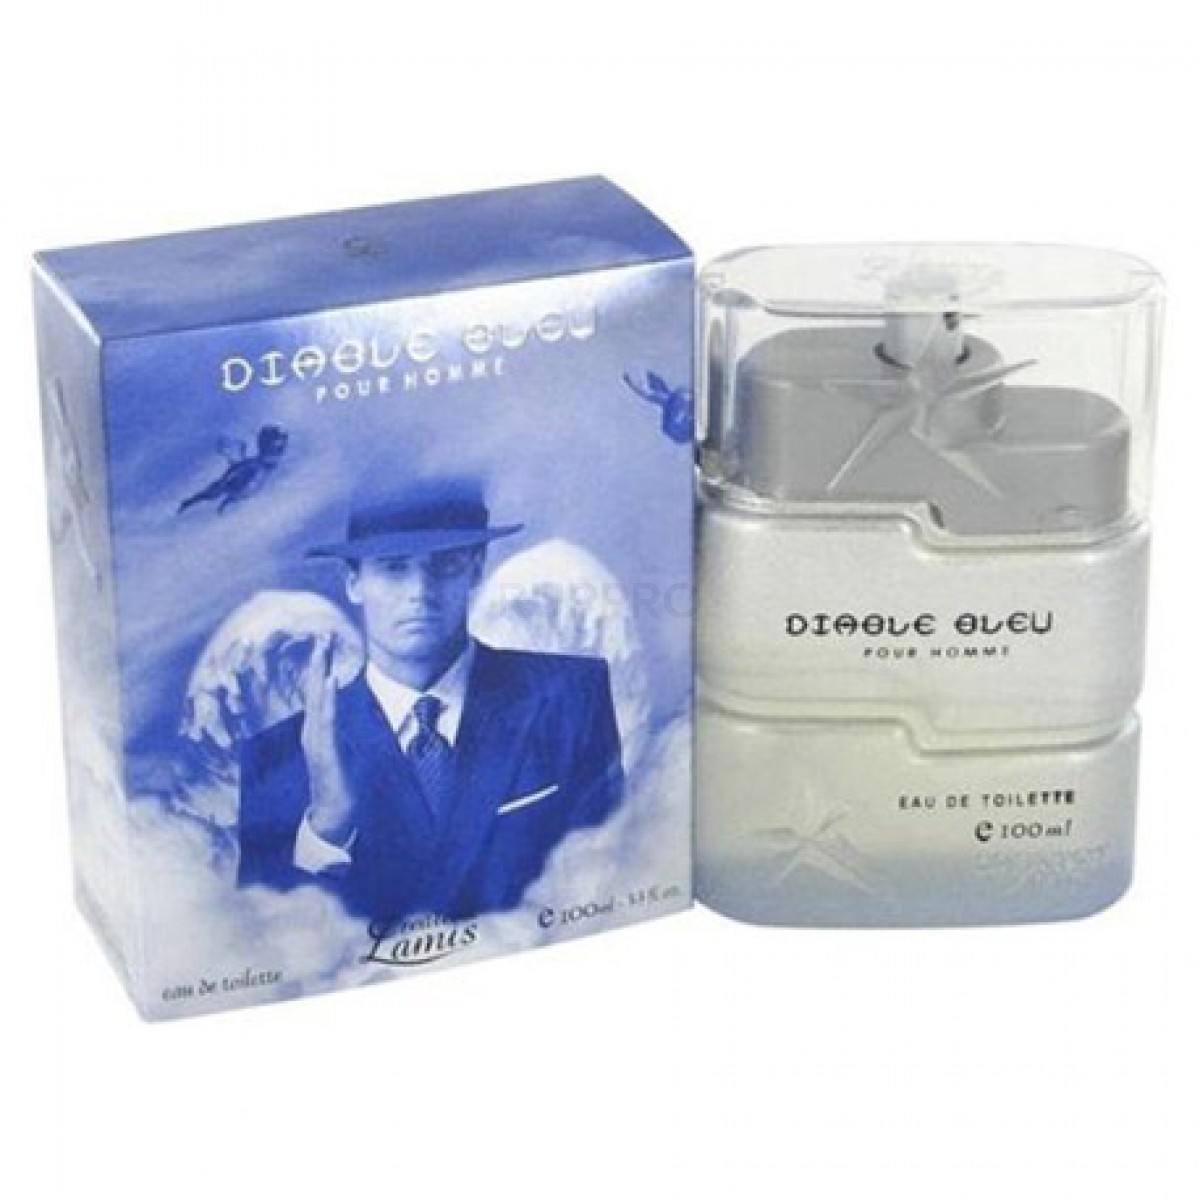 DIABLE BLEU
POUR HOMME
Lamis
e 100ml - 3.3 fl. oz.
eau de toilette
DIABLE BLEU
POUR HOMME
EAU DE TOILETTE
e 100ml